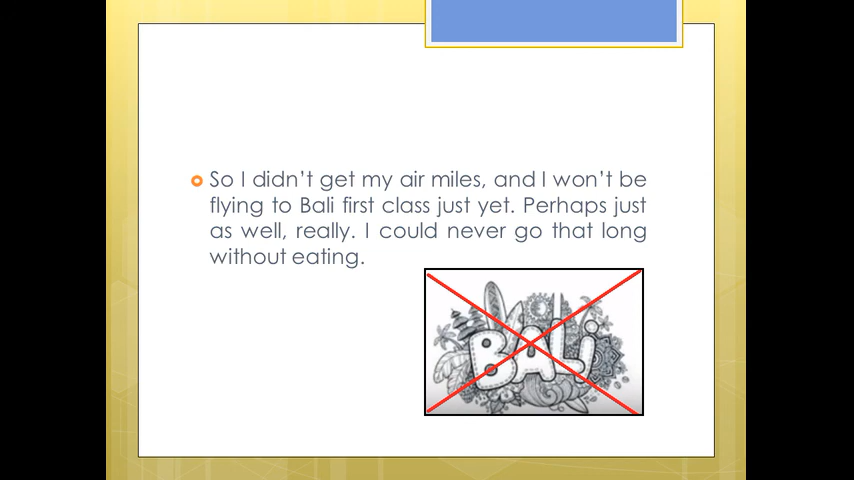 So I didn’t get my air miles, and I won’t be
flying to Bali first class just yet. Perhaps just
as well, really. I could never go that long
without eating.
BALi